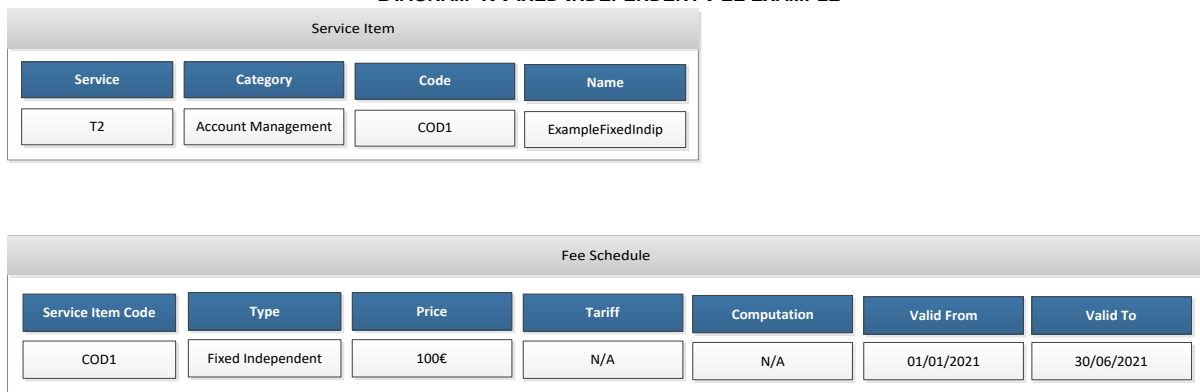 Service Item
Service Category Code Name
T2 Account Management COD1 ExampleFixedIndip
Fee Schedule
Service Item Code Type Price Tariff Computation Valid From Valid To
COD1 Fixed Independent 100€ N/A N/A 01/01/2021 30/06/2021